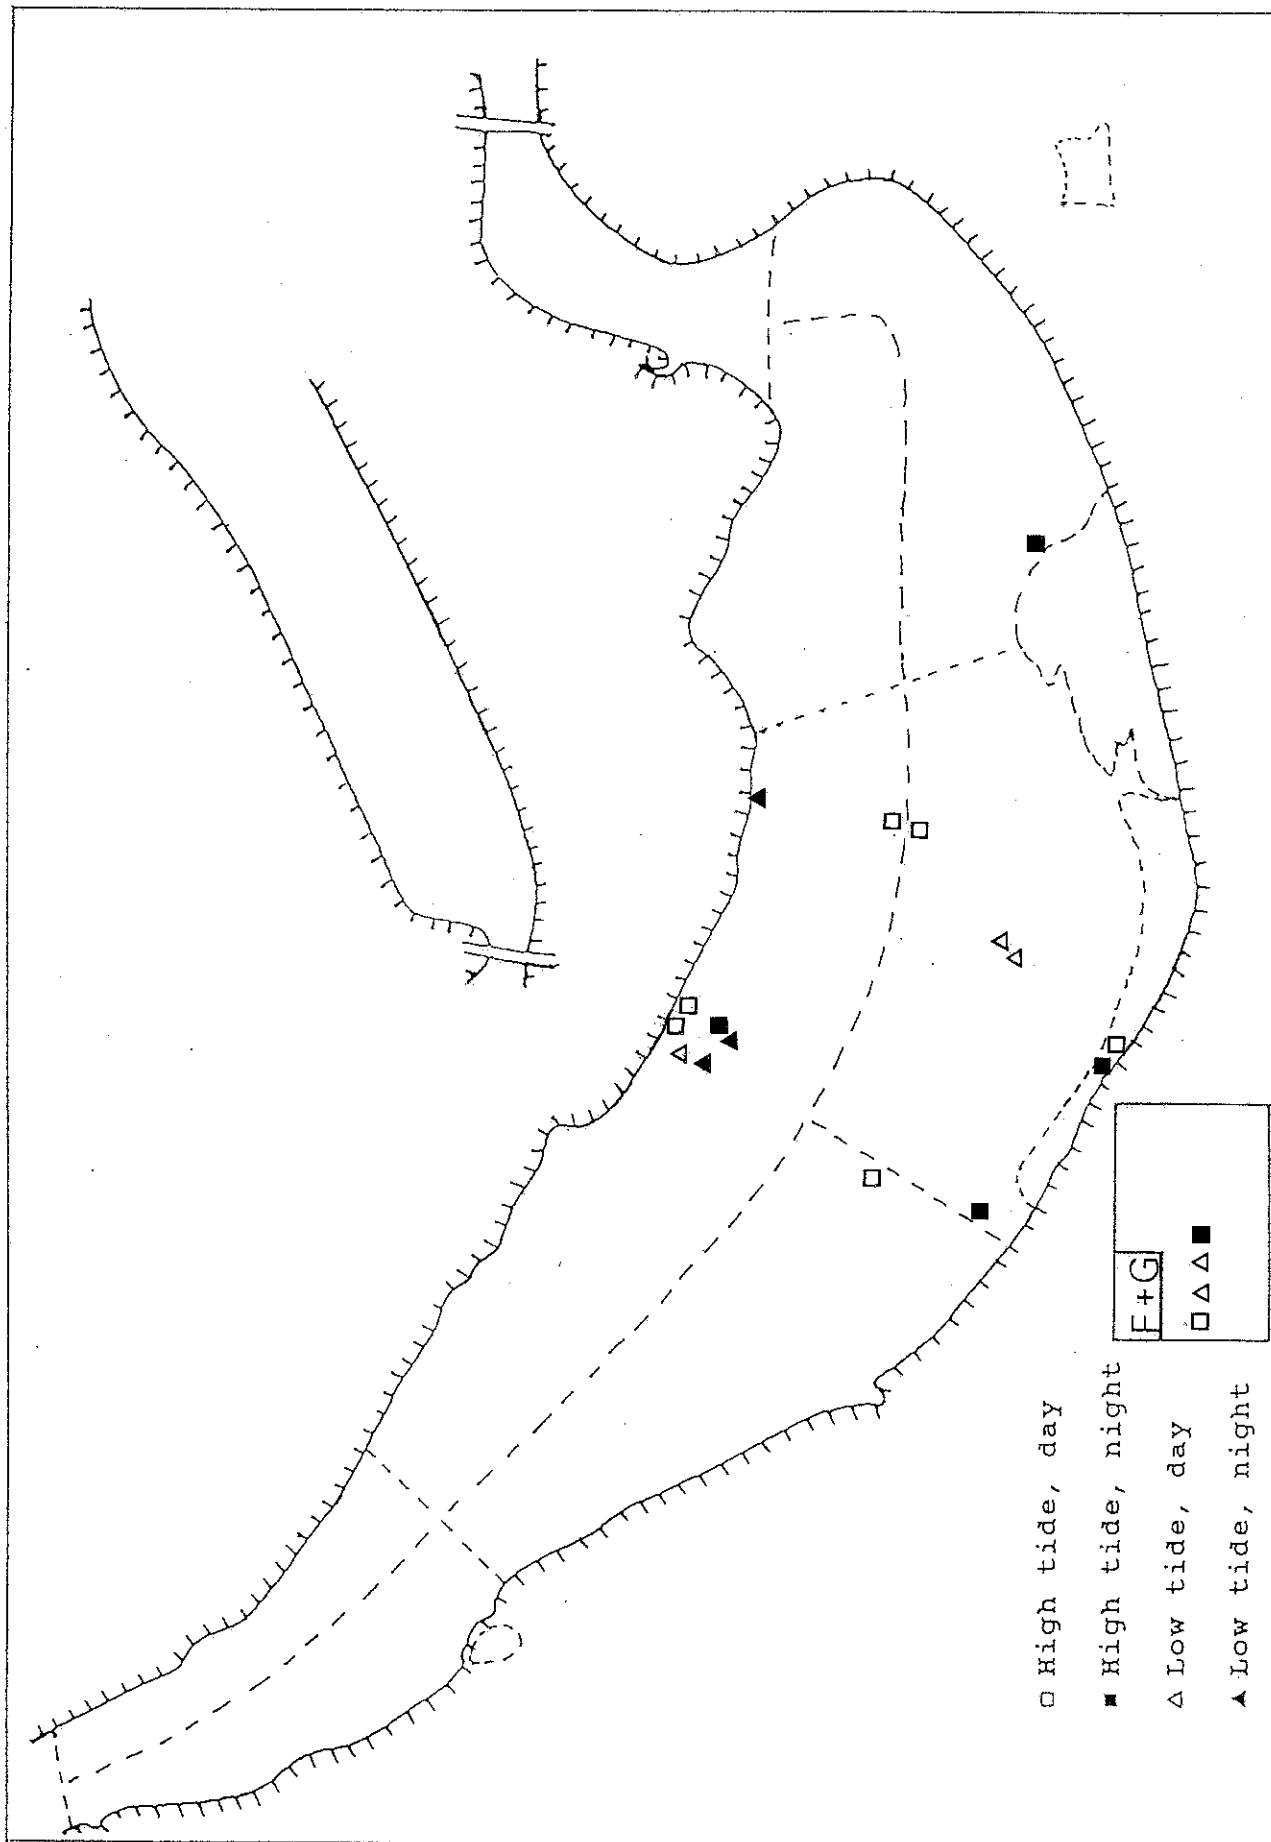 F+G
High tide, day
High tide, night
Low tide, day
Low tide, night